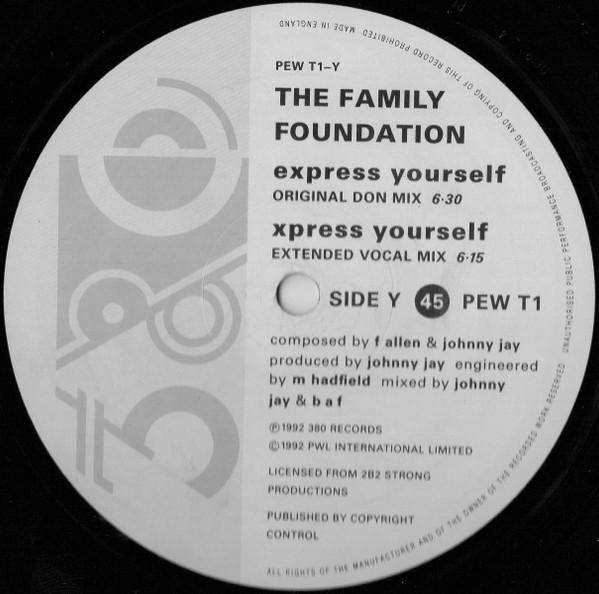 PEW T1-Y
THE FAMILY
FOUNDATION
express yourself
ORIGINAL DON MIX 6·30
xpress yourself
EXTENDED VOCAL MIX 6·15
SIDE Y 45 PEW T1
composed by f allen & johnny jay
produced by johnny jay engineered
by m hadfield mixed by johnny
jay & b a f
℗1992 380 RECORDS
©1992 PWL INTERNATIONAL LIMITED
LICENSED FROM 2B2 STRONG
PRODUCTIONS
PUBLISHED BY COPYRIGHT
CONTROL
ALL RIGHTS OF THE MANUFACTURER AND OF THE OWNER OF THE RECORDED WORK RESERVED UNAUTHORISED PUBLIC PERFORMANCE BROADCASTING AND COPYING OF THIS RECORD PROHIBITED MADE IN ENGLAND
380